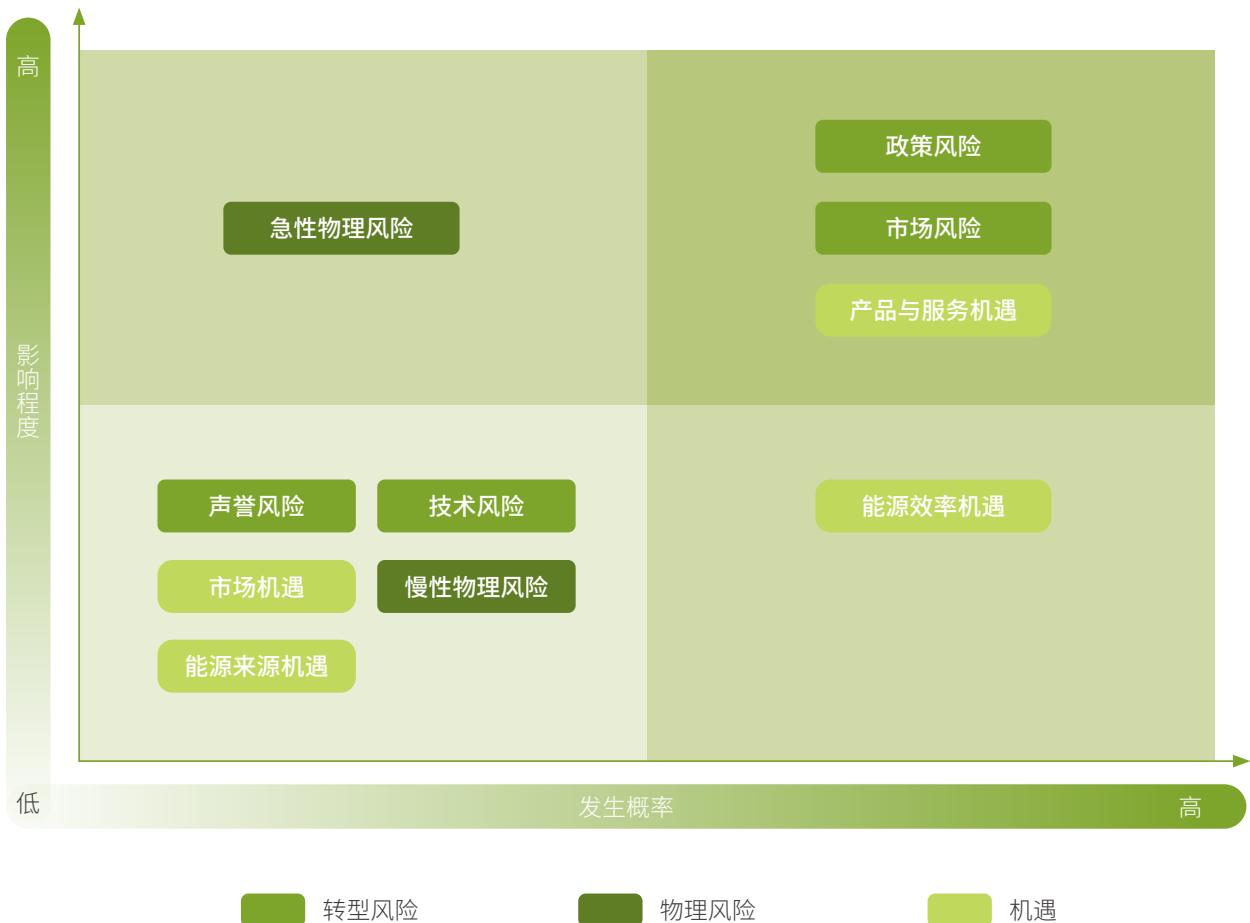 高
影响程度
低
政策风险
急性物理风险
市场风险
产品与服务机遇
声誉风险
技术风险
能源效率机遇
市场机遇
慢性物理风险
能源来源机遇
发生概率
高
转型风险
物理风险
机遇